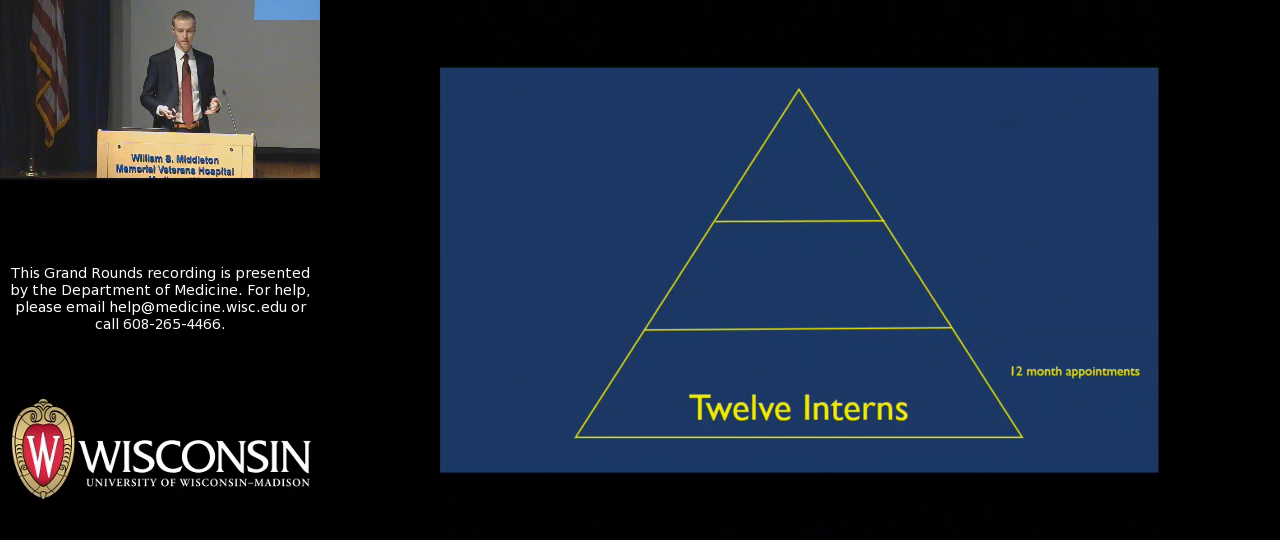 William S. Middleton
Memorial Veterans Hospital
This Grand Rounds recording is presented
by the Department of Medicine. For help,
please email help@medicine.wisc.edu or
call 608-265-4466.
W WISCONSIN
UNIVERSITY OF WISCONSIN–MADISON
12 month appointments
Twelve Interns